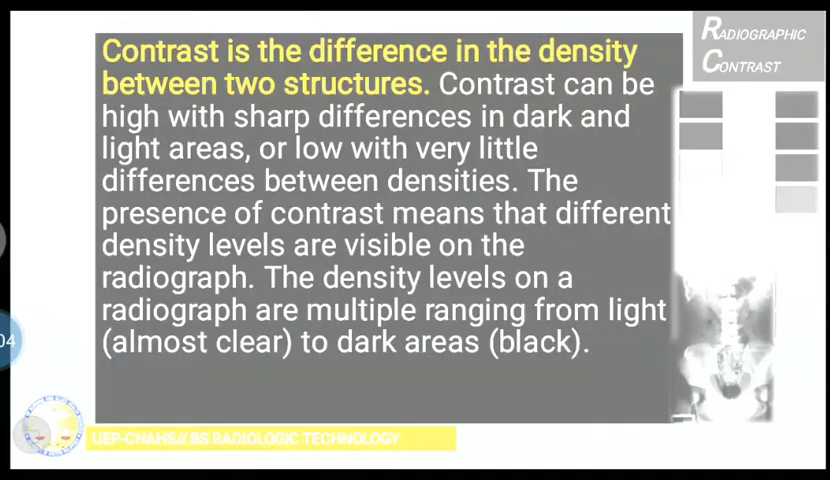 RADIOGRAPHIC
CONTRAST
Contrast is the difference in the density
between two structures. Contrast can be
high with sharp differences in dark and
light areas, or low with very little
differences between densities. The
presence of contrast means that different
density levels are visible on the
radiograph. The density levels on a
radiograph are multiple ranging from light
(almost clear) to dark areas (black).
04
UEP-CNAHS// BS RADIOLOGIC TECHNOLOGY